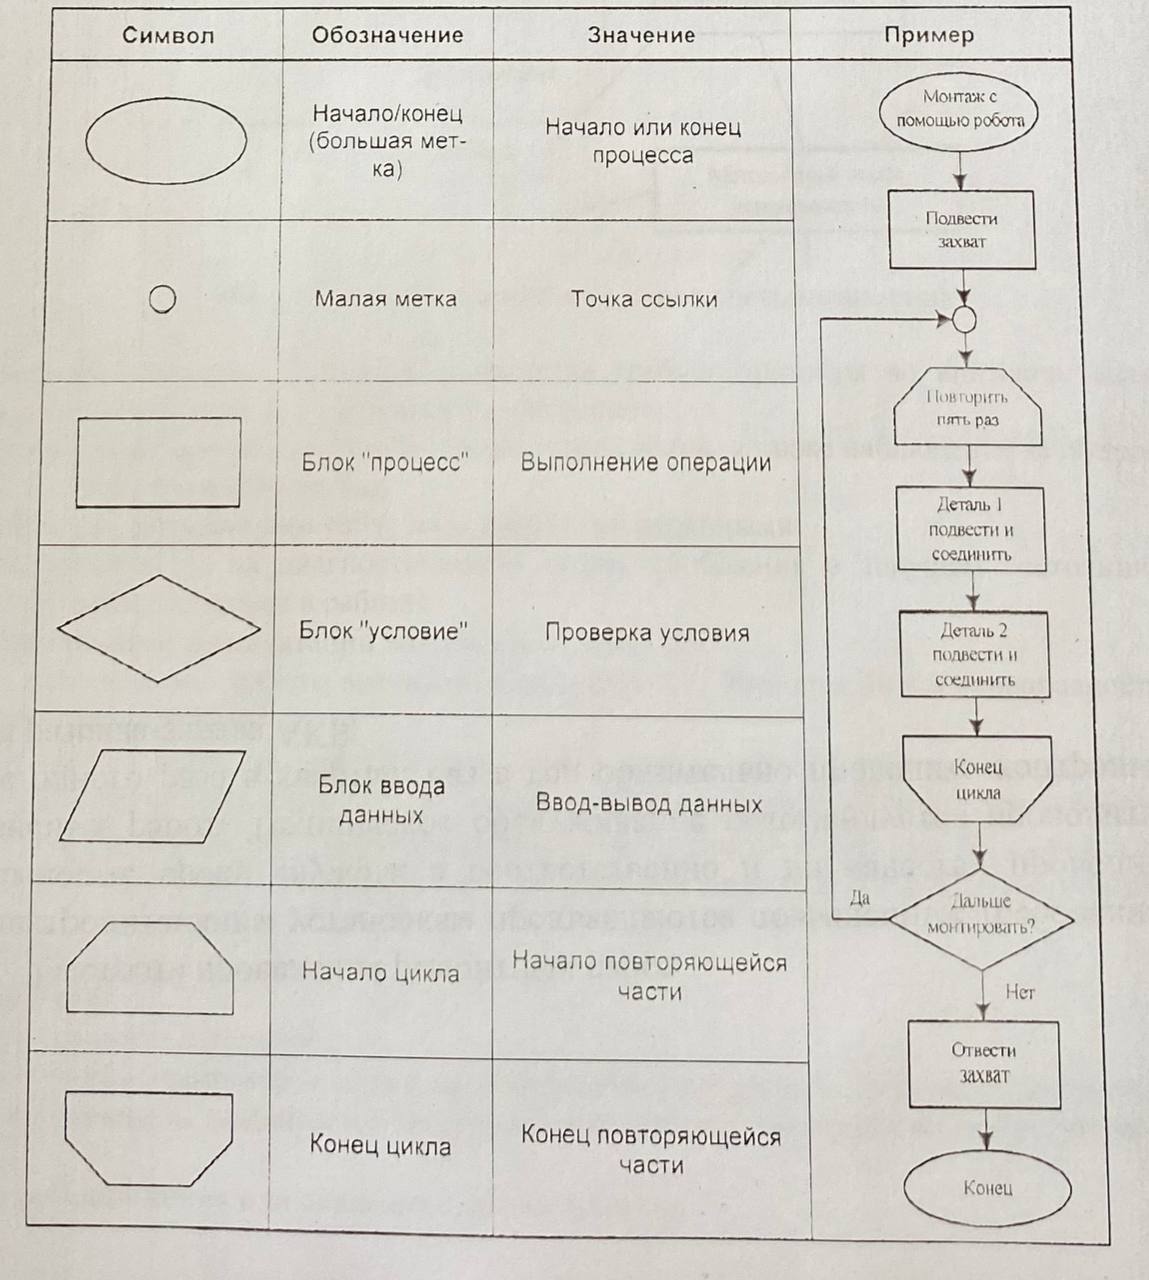 Символ
Обозначение
Значение
Пример
Начало/конец
(большая мет-
ка)
Начало или конец
процесса
Малая метка
Точка ссылки
Блок "процесс"
Выполнение операции
Блок "условие"
Проверка условия
Блок ввода
данных
Ввод-вывод данных
Начало цикла
Начало повторяющейся
части
Конец цикла
Конец повторяющейся
части
Монтаж с
помощью робота
Подвести
захват
Повторить
пять раз
Деталь 1
подвести и
соединить
Деталь 2
подвести и
соединить
Конец
цикла
Дальше
монтировать?
Да
Нет
Отвести
захват
Конец